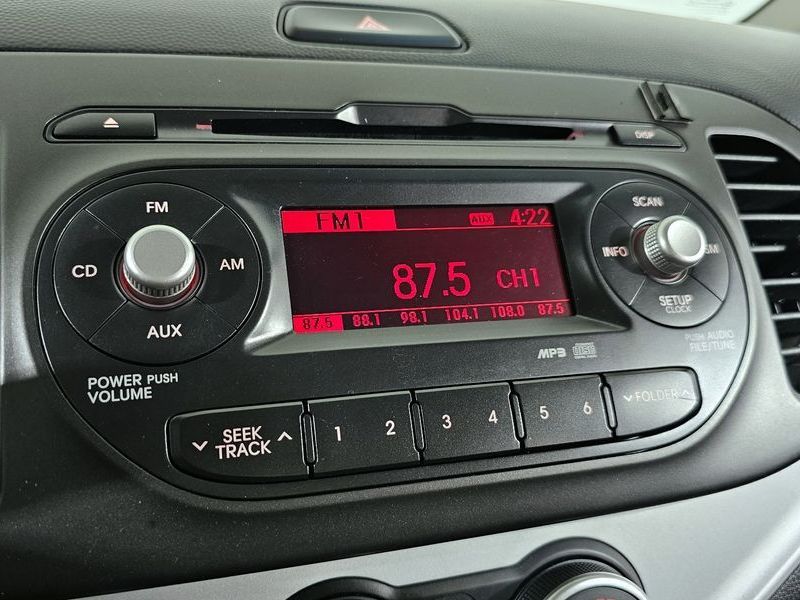 DISP
FM
CD
AM
AUX
POWER PUSH
VOLUME
FM1 AUX 4:22
87.5 CH1
87.5 88.1 98.1 104.1 108.0 87.5
SCAN
INFO
SETUP
CLOCK
PUSH AUDIO
FILE/TUNE
MP3
SEEK
TRACK
1 2 3 4 5 6
FOLDER